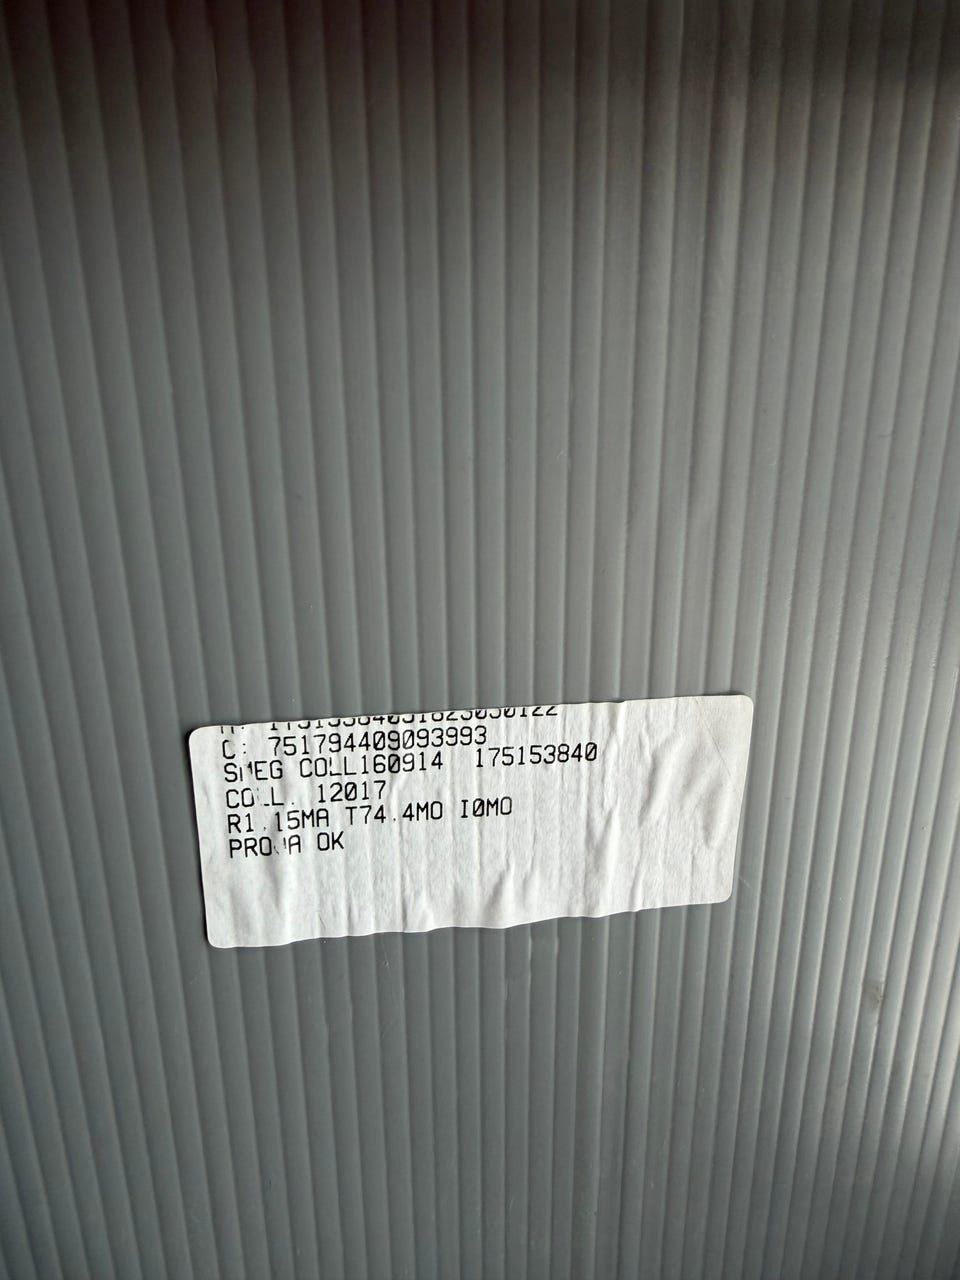 C: 751794409093993
SMEG COLL160914 175153840
COLL. 12017
R1.15MA T74.4MO I0MO
PROVA OK